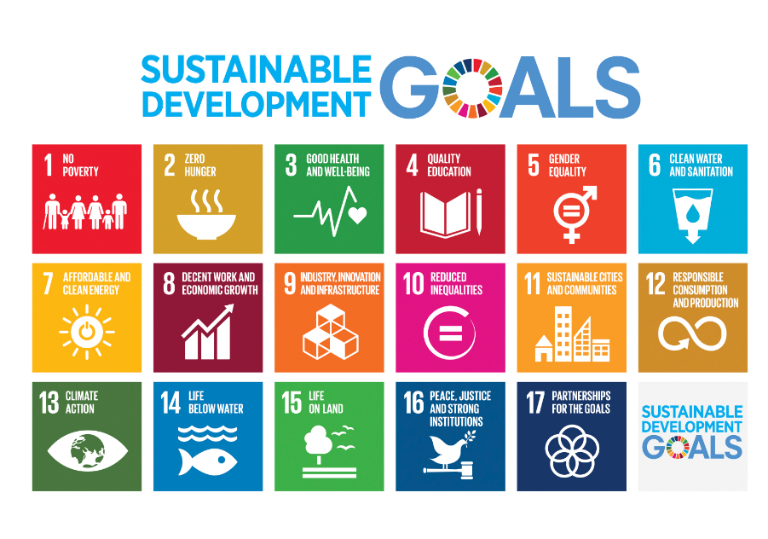 SUSTAINABLE
DEVELOPMENT
GOALS
1 NO
POVERTY
2 ZERO
HUNGER
3 GOOD HEALTH
AND WELL-BEING
4 QUALITY
EDUCATION
5 GENDER
EQUALITY
6 CLEAN WATER
AND SANITATION
7 AFFORDABLE AND
CLEAN ENERGY
8 DECENT WORK AND
ECONOMIC GROWTH
9 INDUSTRY, INNOVATION
AND INFRASTRUCTURE
10 REDUCED
INEQUALITIES
11 SUSTAINABLE CITIES
AND COMMUNITIES
12 RESPONSIBLE
CONSUMPTION
AND PRODUCTION
13 CLIMATE
ACTION
14 LIFE
BELOW WATER
15 LIFE
ON LAND
16 PEACE, JUSTICE
AND STRONG
INSTITUTIONS
17 PARTNERSHIPS
FOR THE GOALS
SUSTAINABLE
DEVELOPMENT
GOALS